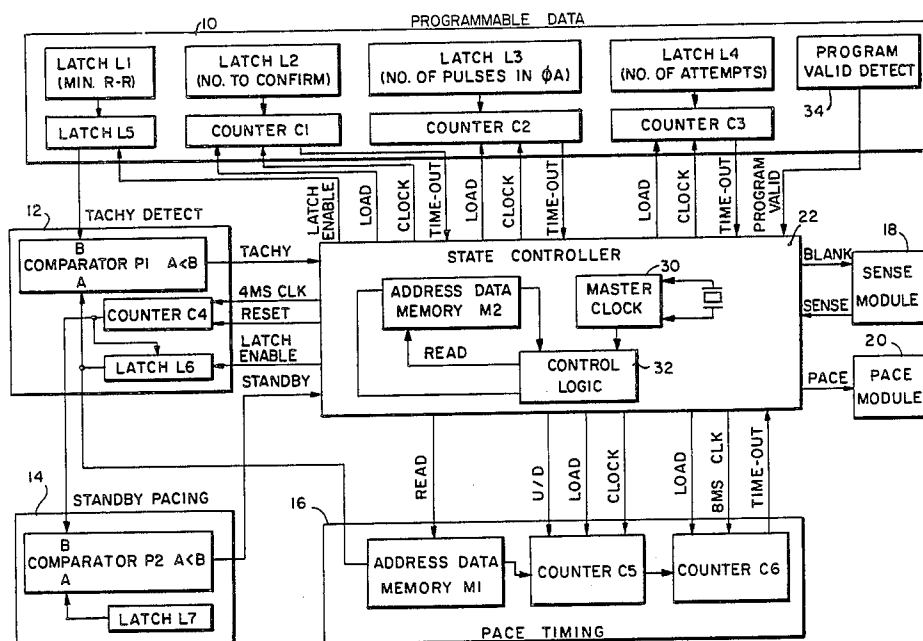 PROGRAMMABLE DATA
10
LATCH L1
(MIN. R-R)
LATCH L2
(NO. TO CONFIRM)
LATCH L3
(NO. OF PULSES IN ϕA)
LATCH L4
(NO. OF ATTEMPTS)
PROGRAM
VALID DETECT
34
LATCH L5
COUNTER C1
COUNTER C2
COUNTER C3
LATCH
ENABLE
LOAD
CLOCK
TIME-OUT
LOAD
CLOCK
TIME-OUT
LOAD
CLOCK
TIME-OUT
PROGRAM
VALID
12
TACHY DETECT
B
COMPARATOR P1 A<B
A
TACHY
COUNTER C4
4MS CLK
RESET
LATCH
ENABLE
LATCH L6
STANDBY
STATE CONTROLLER
22
ADDRESS DATA
MEMORY M2
30
MASTER
CLOCK
READ
CONTROL
LOGIC
32
BLANK
SENSE
PACE
18
SENSE
MODULE
20
PACE
MODULE
14
STANDBY PACING
B
COMPARATOR P2 A<B
A
LATCH L7
READ
U/D
LOAD
CLOCK
LOAD
BMS CLK
TIME-OUT
16
ADDRESS DATA
MEMORY M1
COUNTER C5
COUNTER C6
PACE TIMING